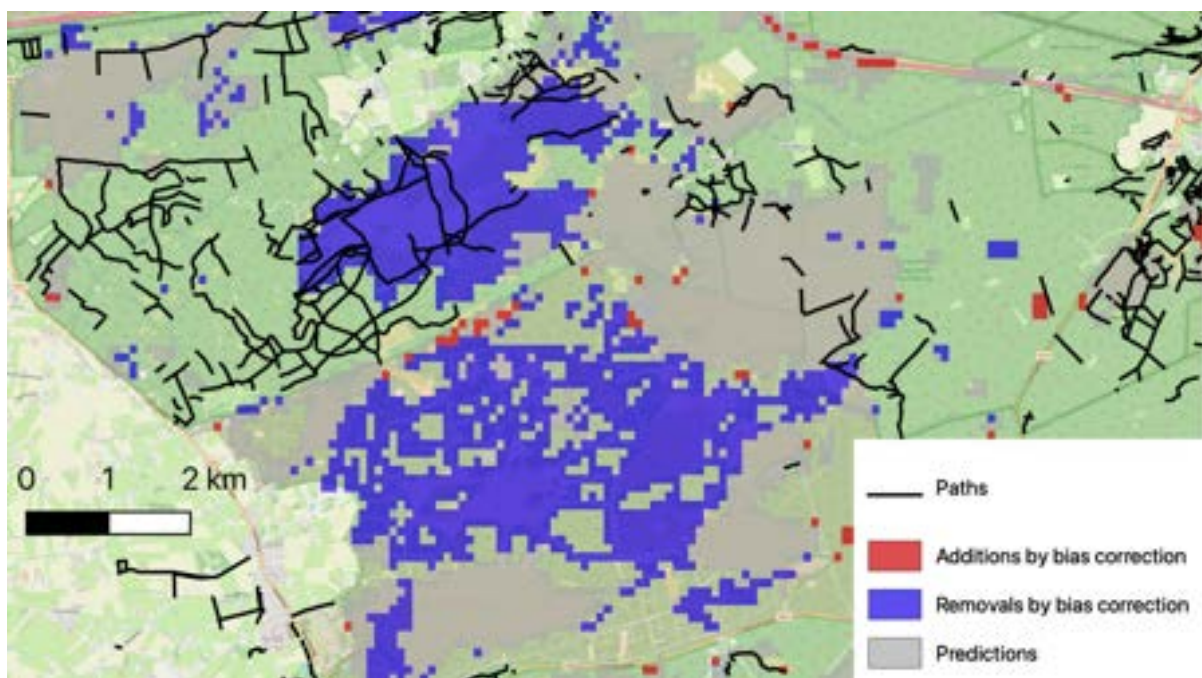 0 1 2 km
Paths
Additions by bias correction
Removals by bias correction
Predictions